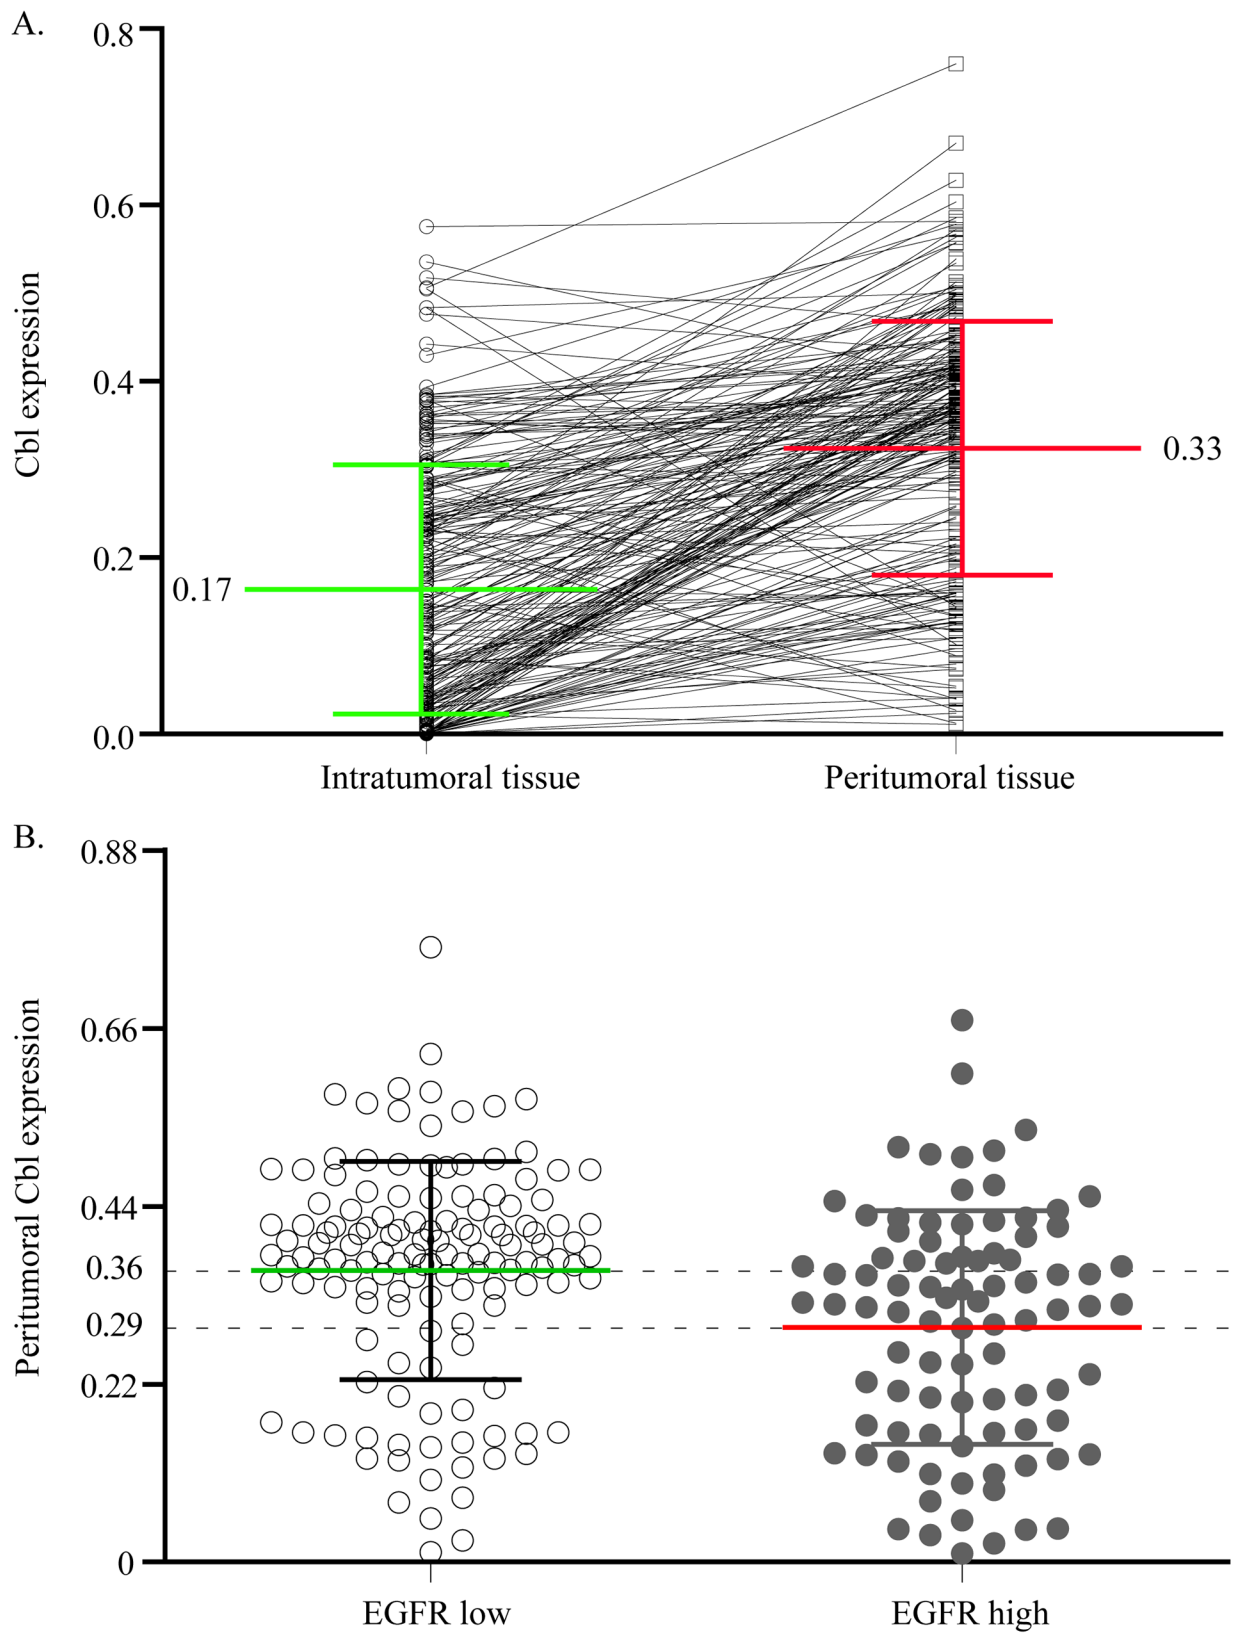 A.
0.8
0.6
Cbl expression
0.4
0.33
0.2
0.17
0.0
Intratumoral tissue
Peritumoral tissue
B.
0.88
0.66
Peritumoral Cbl expression
0.44
0.36
0.29
0.22
0
EGFR low
EGFR high